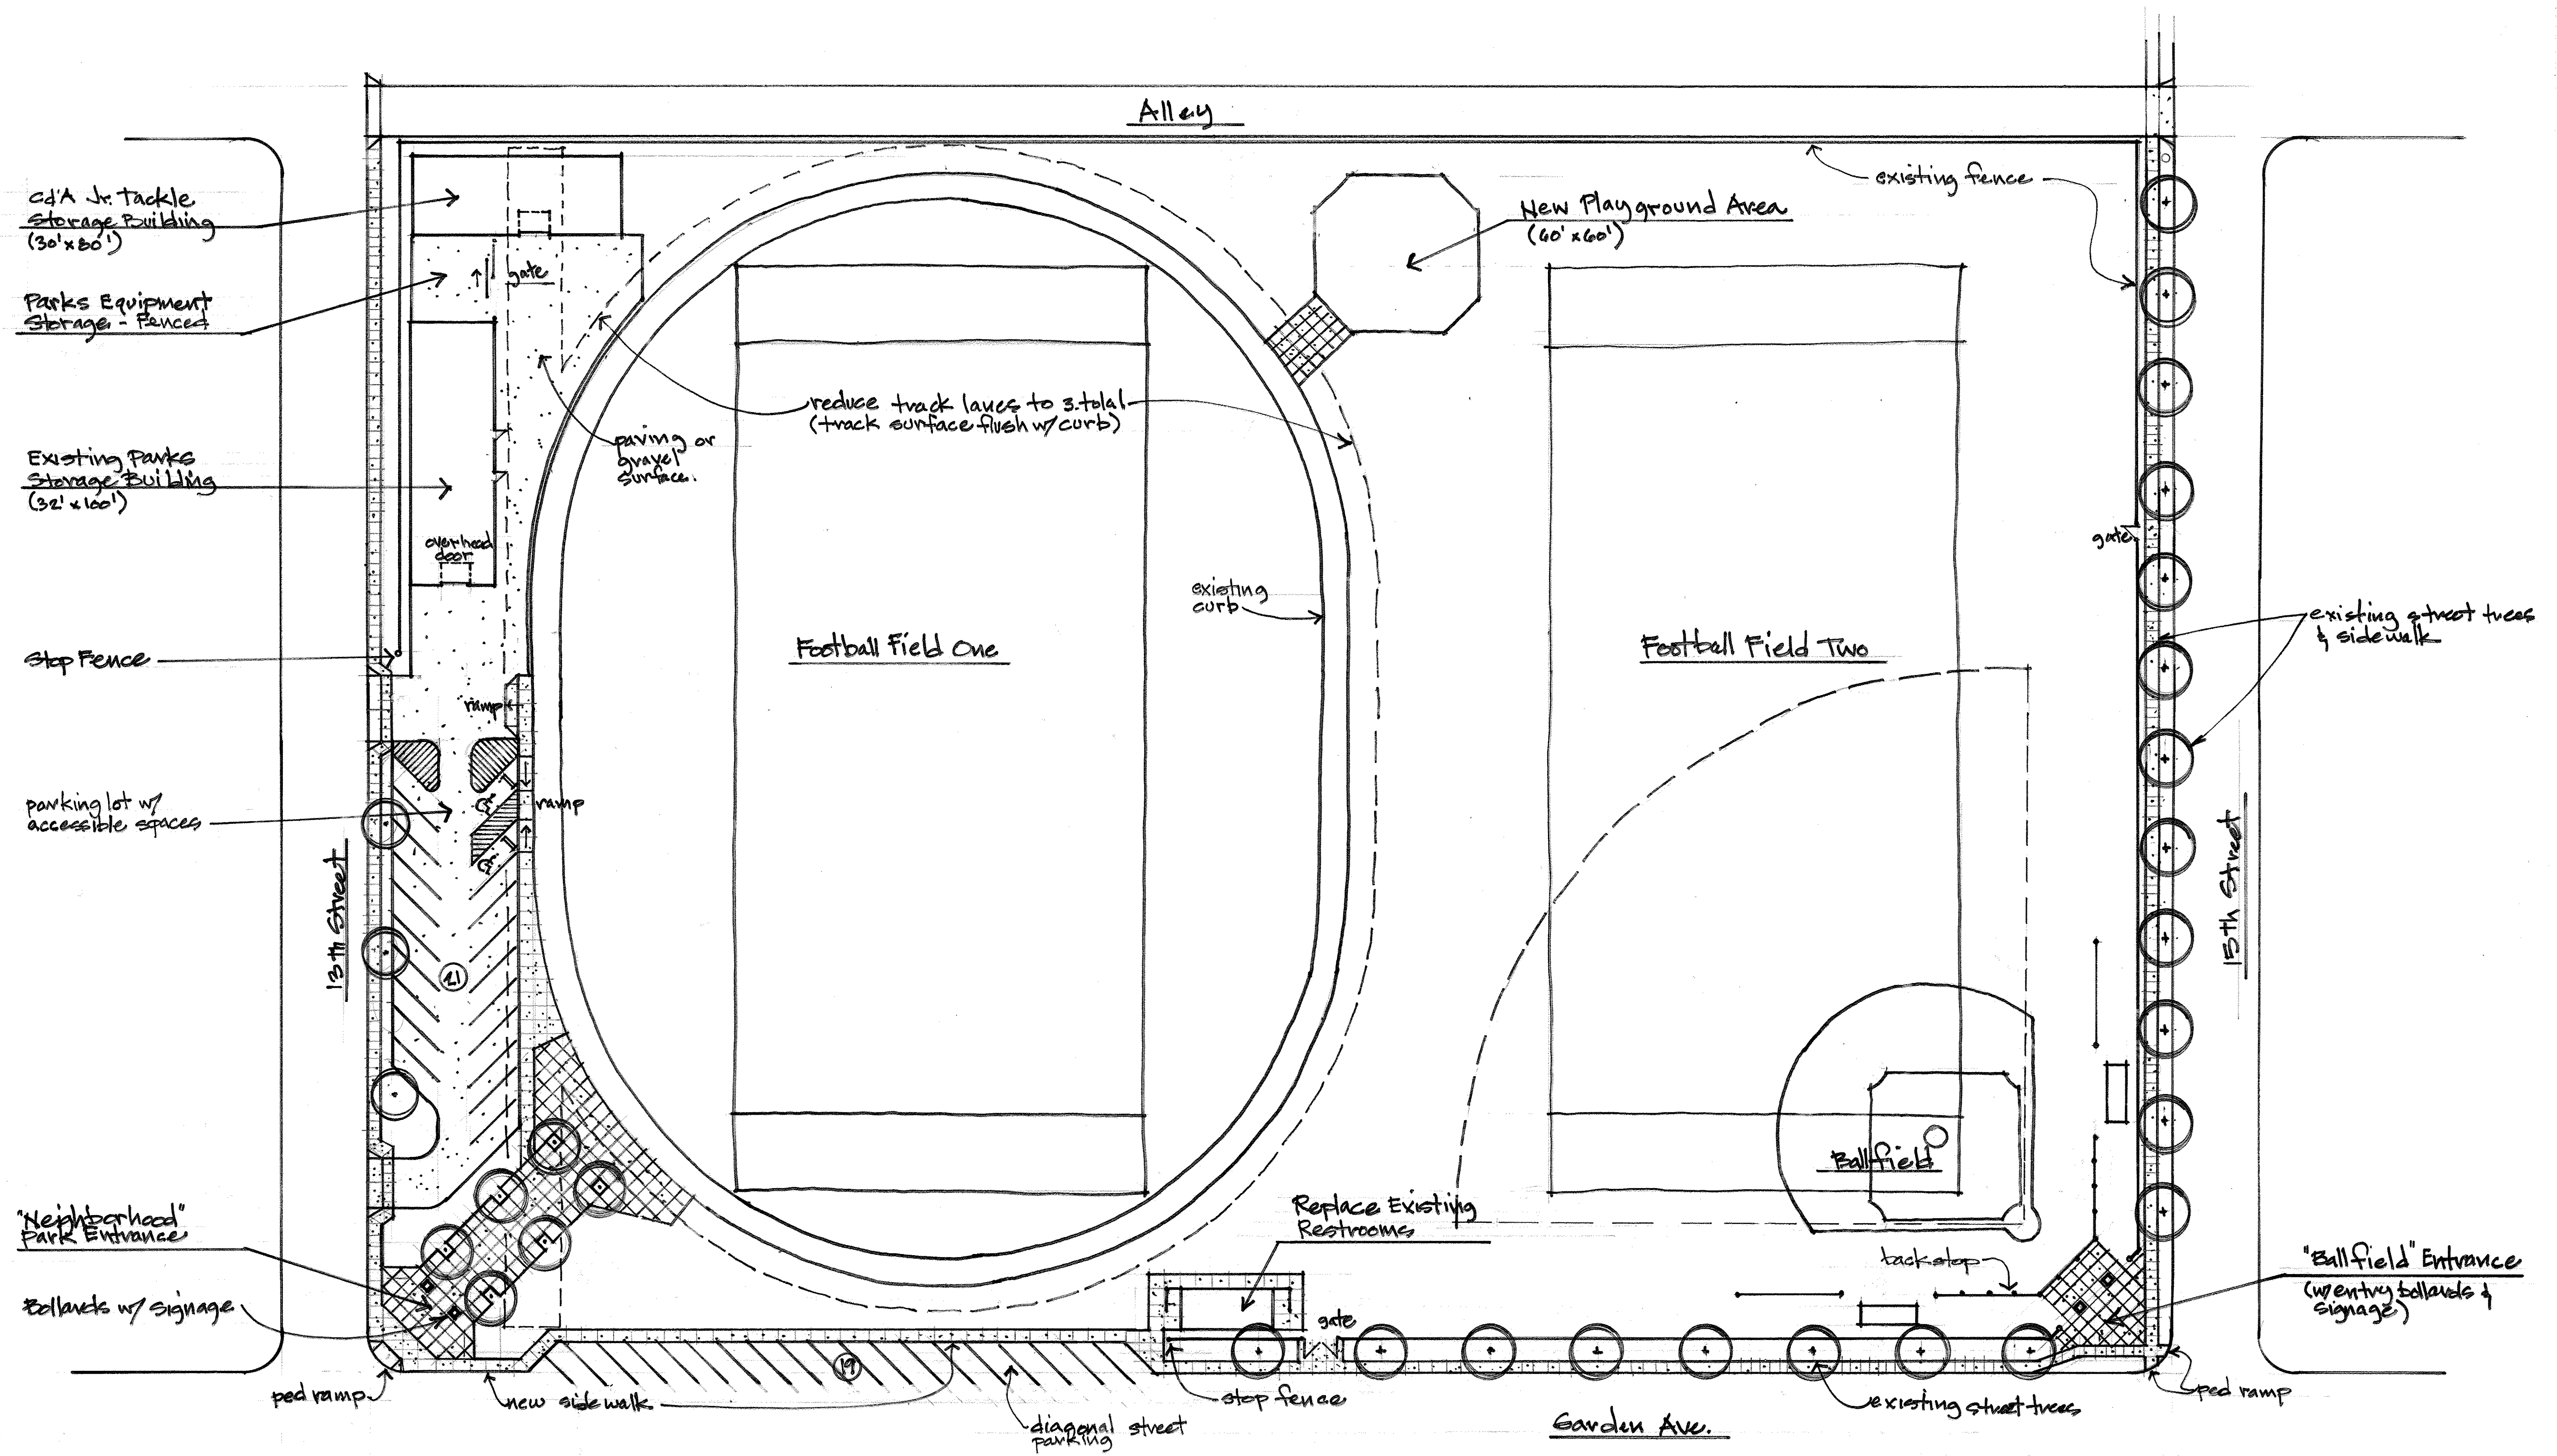 Alley
Cd'A Jr. Tackle
Storage Building
(30'x80')
gate
Parks Equipment
Storage - Fenced
existing fence
New Playground Area
(60'x60')
reduce track lanes to 3 total
(track surface flush w/ curb)
paving or
gravel
surface.
Existing Parks
Storage Building
(32'x100')
overhead
door
gate
existing
curb
existing street trees
& sidewalk
Football Field One
Football Field Two
Stop Fence
ramp
parking lot w/
accessible spaces
ramp
13th Street
15th Street
21
Ballfield
"Neighborhood"
Park Entrance
Replace Existing
Restrooms
backstop
"Ballfield" Entrance
(w/ entry bollards &
signage)
Bollards w/ signage
gate
19
ped ramp
new sidewalk
stop fence
existing street trees
ped ramp
diagonal street
parking
Garden Ave.